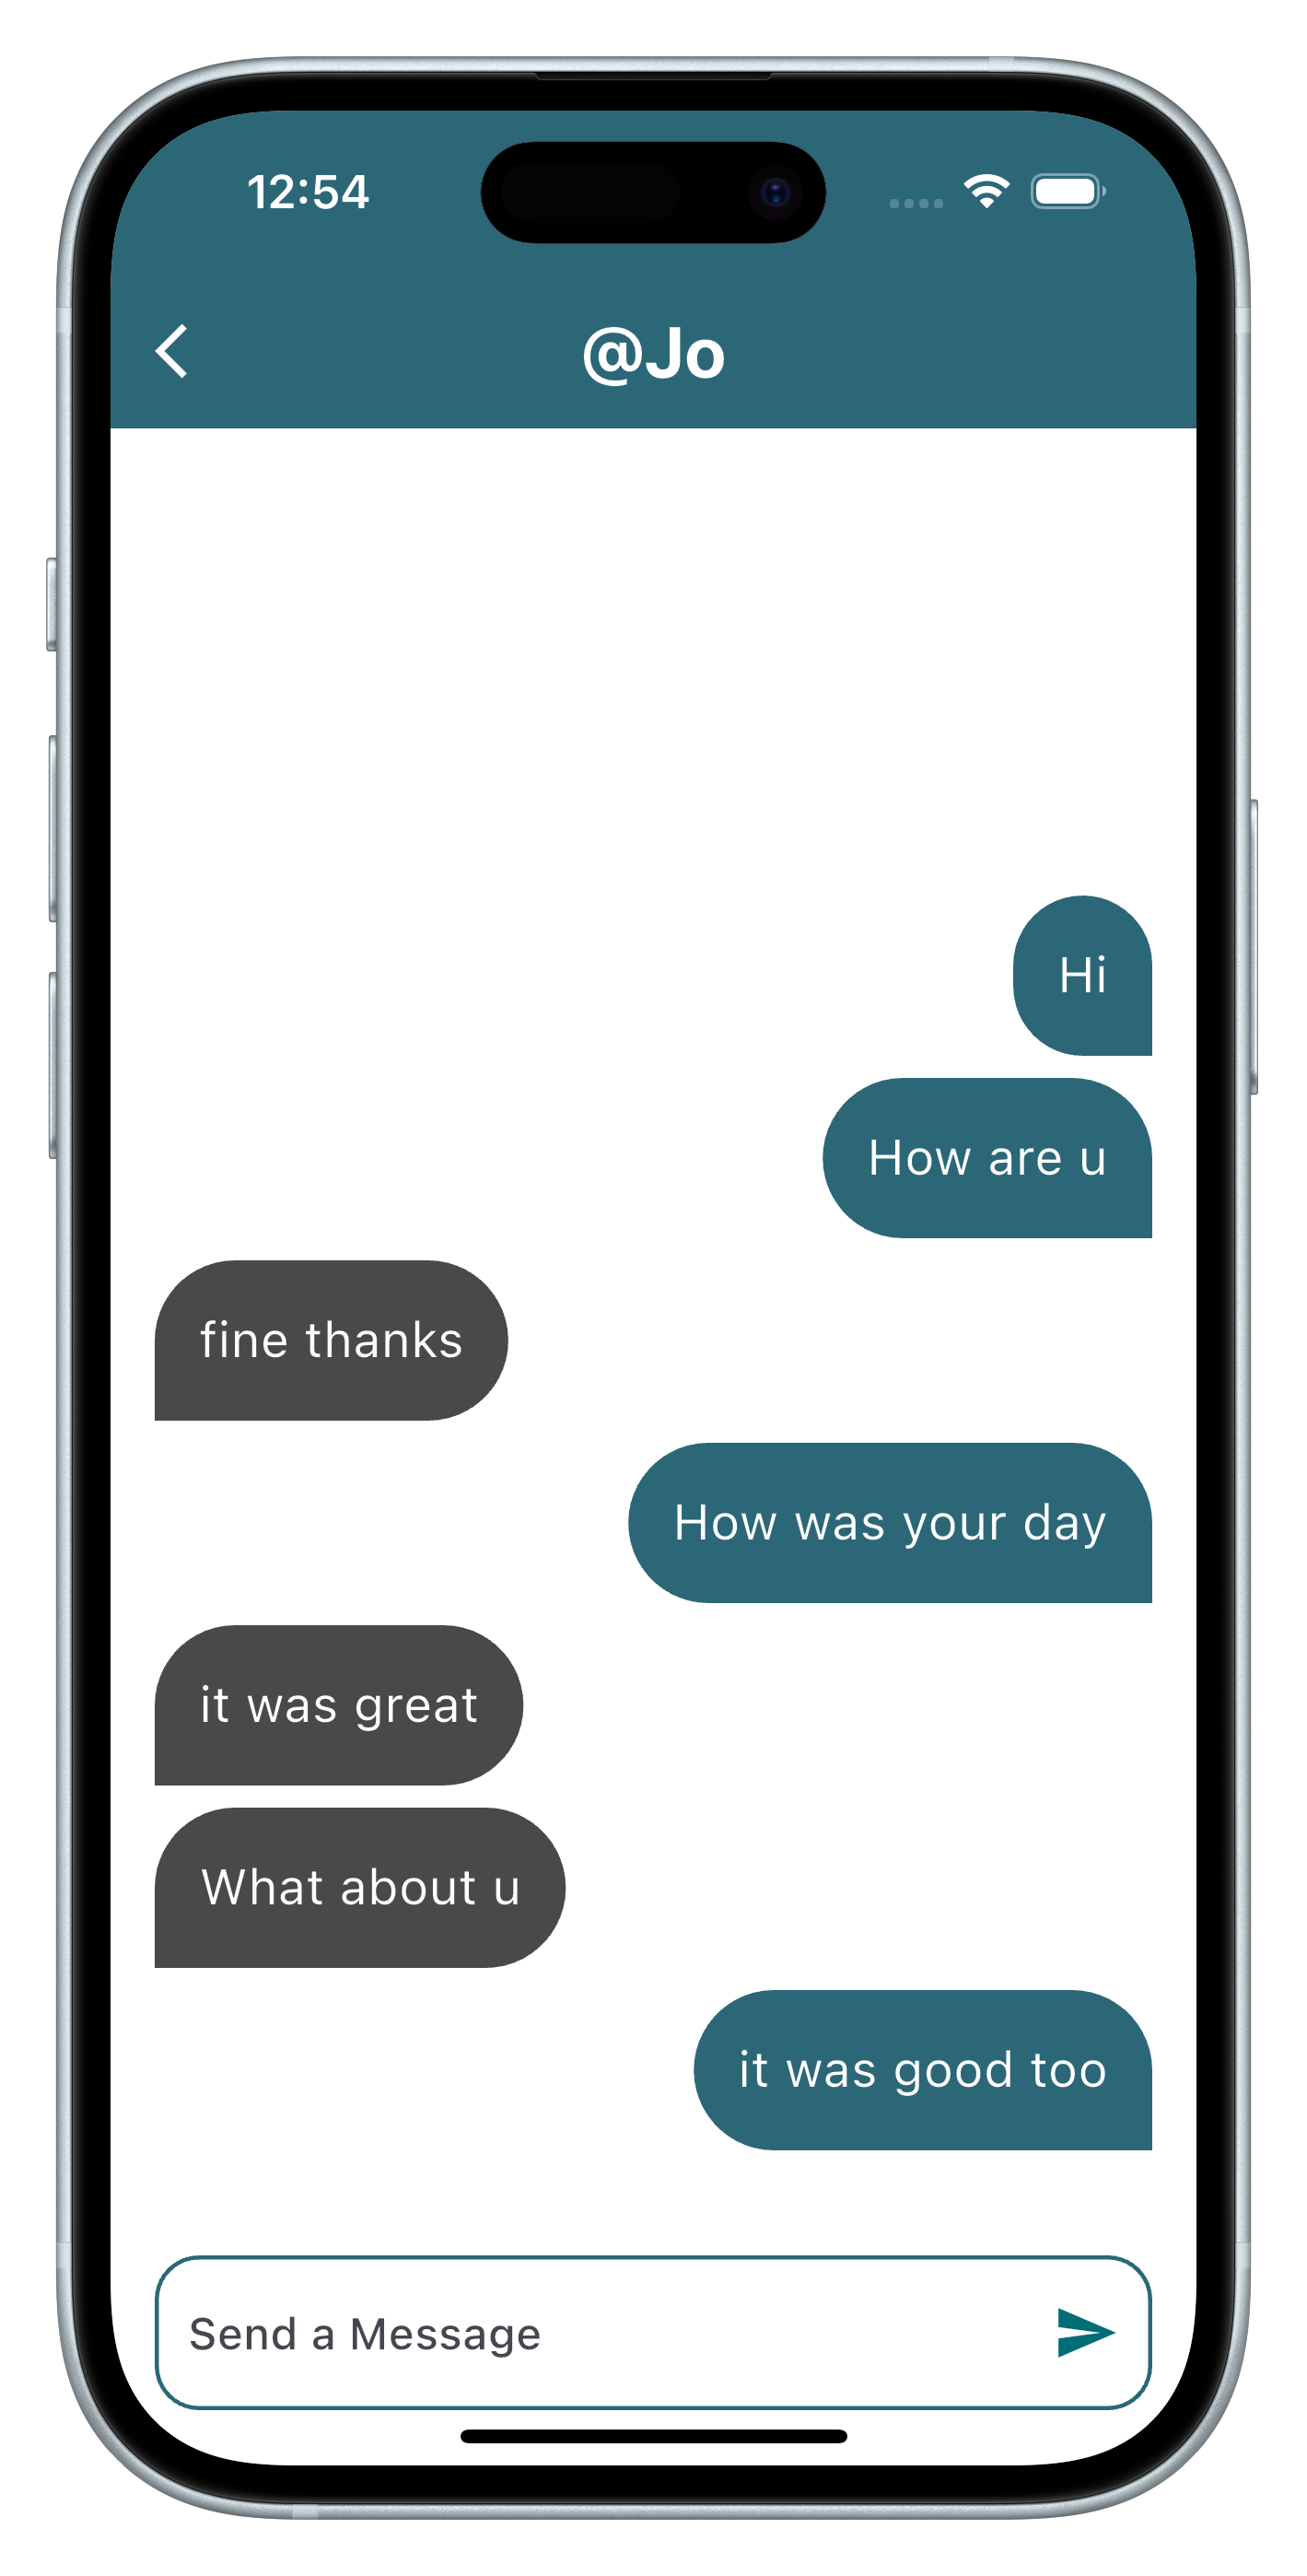 12:54
@Jo
Hi
How are u
fine thanks
How was your day
it was great
What about u
it was good too
Send a Message